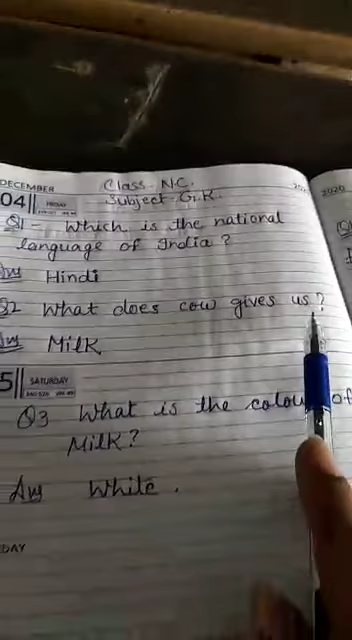 DECEMBER
Class - N.C.
04 FRIDAY
Subject - G.K.
2020
Q1 - Which is the national
language of India?
Ans Hindi
Q2 What does cow gives us?
Ans Milk
5 SATURDAY
Q3 What is the colour of
Milk?
Ans White.
DAY